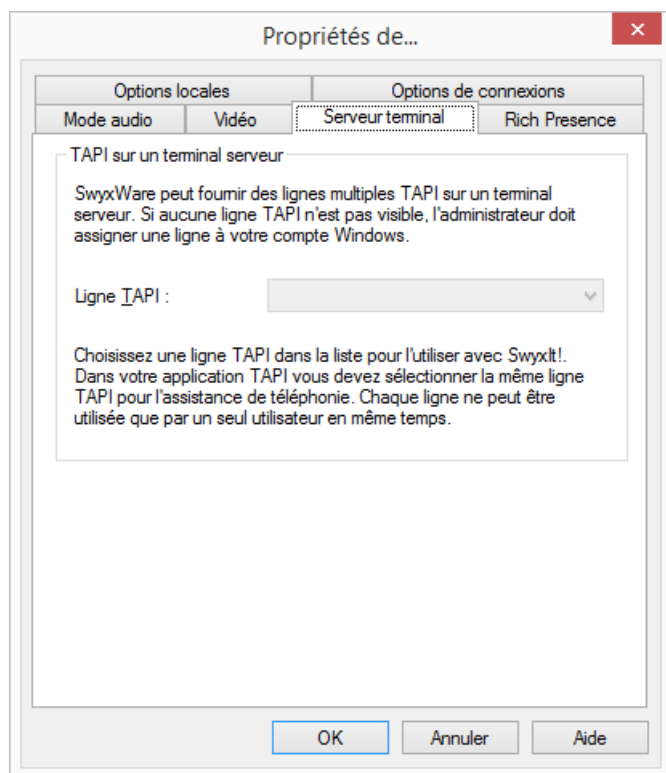 Propriétés de...
Options locales
Options de connexions
Mode audio
Vidéo
Serveur terminal
Rich Presence
TAPI sur un terminal serveur
SwyxWare peut fournir des lignes multiples TAPI sur un terminal
serveur. Si aucune ligne TAPI n'est pas visible, l'administrateur doit
assigner une ligne à votre compte Windows.
Ligne TAPI :
Choisissez une ligne TAPI dans la liste pour l'utiliser avec SwyxIt!.
Dans votre application TAPI vous devez sélectionner la même ligne
TAPI pour l'assistance de téléphonie. Chaque ligne ne peut être
utilisée que par un seul utilisateur en même temps.
OK
Annuler
Aide